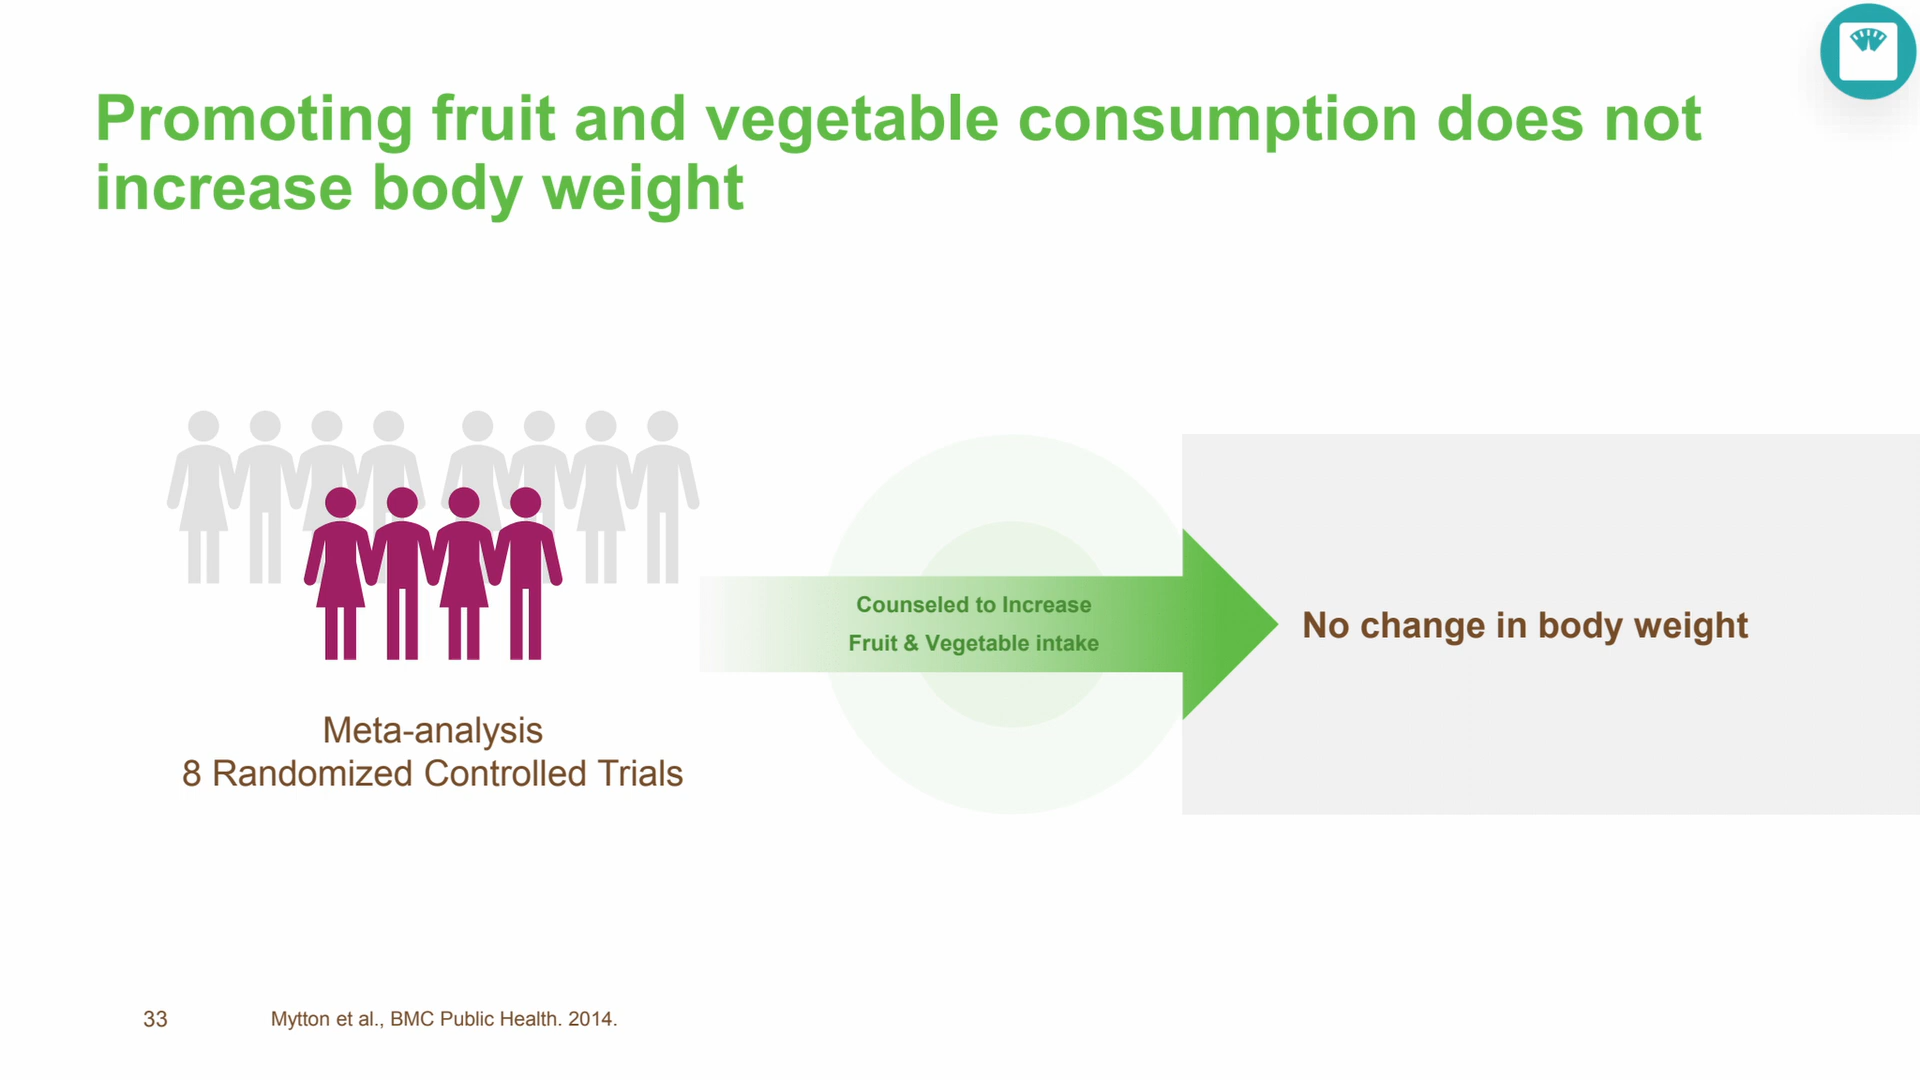 Promoting fruit and vegetable consumption does not
increase body weight
Counseled to Increase
Fruit & Vegetable intake
No change in body weight
Meta-analysis
8 Randomized Controlled Trials
33
Mytton et al., BMC Public Health. 2014.